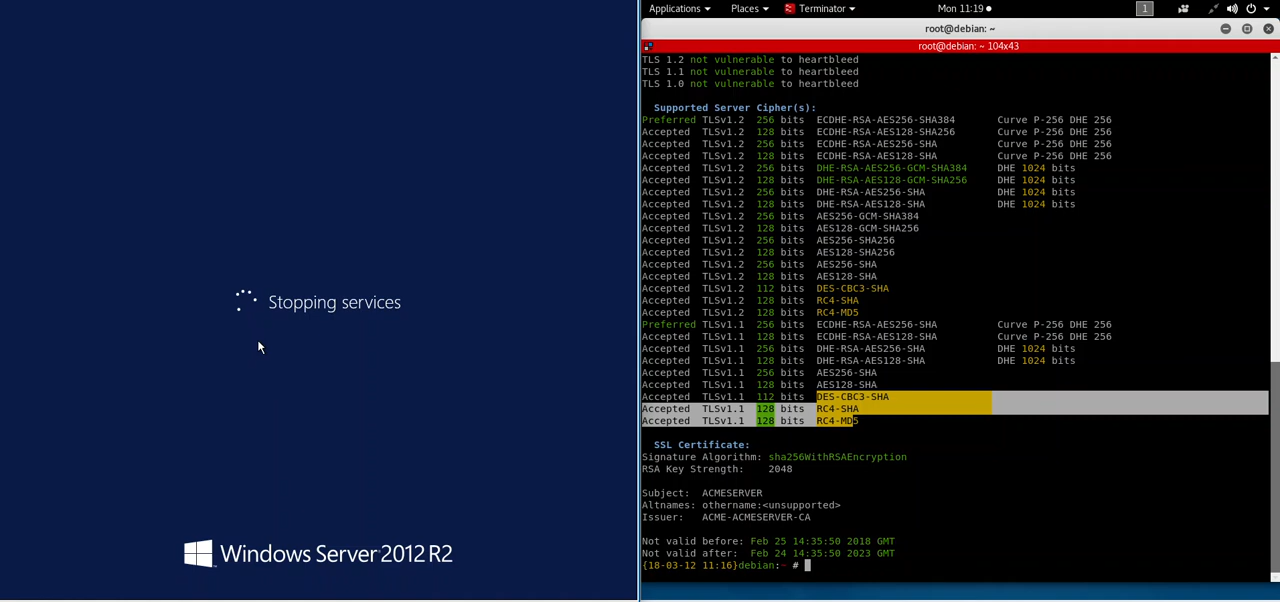 Stopping services
Windows Server 2012 R2
Applications Places Terminator Mon 11:19 1
root@debian: ~
root@debian: ~ 104x43
TLS 1.2 not vulnerable to heartbleed
TLS 1.1 not vulnerable to heartbleed
TLS 1.0 not vulnerable to heartbleed
Supported Server Cipher(s):
Preferred TLSv1.2 256 bits ECDHE-RSA-AES256-SHA384 Curve P-256 DHE 256
Accepted TLSv1.2 128 bits ECDHE-RSA-AES128-SHA256 Curve P-256 DHE 256
Accepted TLSv1.2 256 bits ECDHE-RSA-AES256-SHA Curve P-256 DHE 256
Accepted TLSv1.2 128 bits ECDHE-RSA-AES128-SHA Curve P-256 DHE 256
Accepted TLSv1.2 256 bits DHE-RSA-AES256-GCM-SHA384 DHE 1024 bits
Accepted TLSv1.2 128 bits DHE-RSA-AES128-GCM-SHA256 DHE 1024 bits
Accepted TLSv1.2 256 bits DHE-RSA-AES256-SHA DHE 1024 bits
Accepted TLSv1.2 128 bits DHE-RSA-AES128-SHA DHE 1024 bits
Accepted TLSv1.2 256 bits AES256-GCM-SHA384
Accepted TLSv1.2 128 bits AES128-GCM-SHA256
Accepted TLSv1.2 256 bits AES256-SHA256
Accepted TLSv1.2 128 bits AES128-SHA256
Accepted TLSv1.2 256 bits AES256-SHA
Accepted TLSv1.2 128 bits AES128-SHA
Accepted TLSv1.2 112 bits DES-CBC3-SHA
Accepted TLSv1.2 128 bits RC4-SHA
Accepted TLSv1.2 128 bits RC4-MD5
Preferred TLSv1.1 256 bits ECDHE-RSA-AES256-SHA Curve P-256 DHE 256
Accepted TLSv1.1 128 bits ECDHE-RSA-AES128-SHA Curve P-256 DHE 256
Accepted TLSv1.1 256 bits DHE-RSA-AES256-SHA DHE 1024 bits
Accepted TLSv1.1 128 bits DHE-RSA-AES128-SHA DHE 1024 bits
Accepted TLSv1.1 256 bits AES256-SHA
Accepted TLSv1.1 128 bits AES128-SHA
Accepted TLSv1.1 112 bits DES-CBC3-SHA
Accepted TLSv1.1 128 bits RC4-SHA
Accepted TLSv1.1 128 bits RC4-MD5
SSL Certificate:
Signature Algorithm: sha256WithRSAEncryption
RSA Key Strength: 2048
Subject: ACMESERVER
Altnames: othername:<unsupported>
Issuer: ACME-ACMESERVER-CA
Not valid before: Feb 25 14:35:50 2018 GMT
Not valid after: Feb 24 14:35:50 2023 GMT
{18-03-12 11:16}debian:~ #